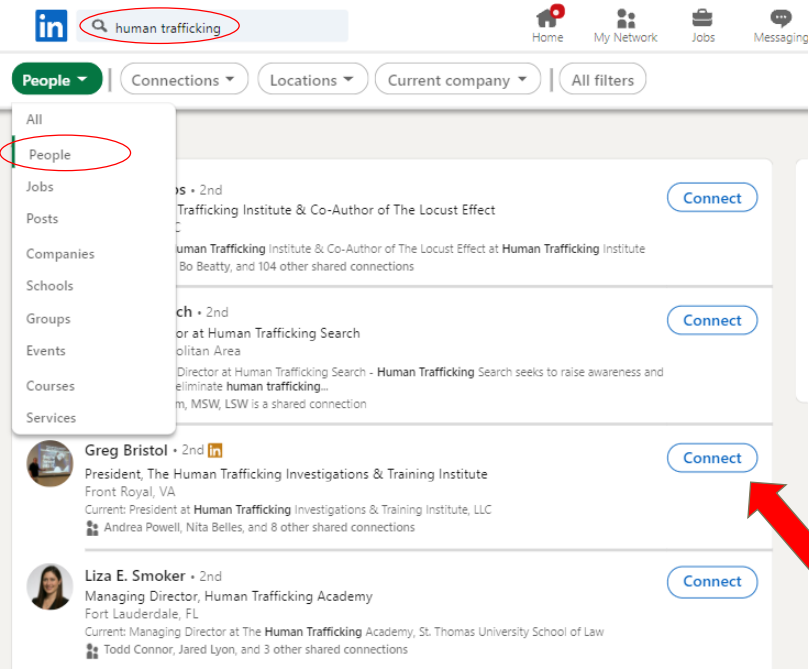 in human trafficking
Home My Network Jobs Messaging
People Connections Locations Current company All filters
All
People
Jobs
Posts
Companies
Schools
Groups
Events
Courses
Services
• 2nd
Trafficking Institute & Co-Author of The Locust Effect
Human Trafficking Institute & Co-Author of The Locust Effect at Human Trafficking Institute
Bo Beatty, and 104 other shared connections
Connect
• 2nd
or at Human Trafficking Search
olitan Area
Director at Human Trafficking Search - Human Trafficking Search seeks to raise awareness and
eliminate human trafficking...
m, MSW, LSW is a shared connection
Connect
Greg Bristol • 2nd in
President, The Human Trafficking Investigations & Training Institute
Front Royal, VA
Current: President at Human Trafficking Investigations & Training Institute, LLC
Andrea Powell, Nita Belles, and 8 other shared connections
Connect
Liza E. Smoker • 2nd
Managing Director, Human Trafficking Academy
Fort Lauderdale, FL
Current: Managing Director at The Human Trafficking Academy, St. Thomas University School of Law
Todd Connor, Jared Lyon, and 3 other shared connections
Connect